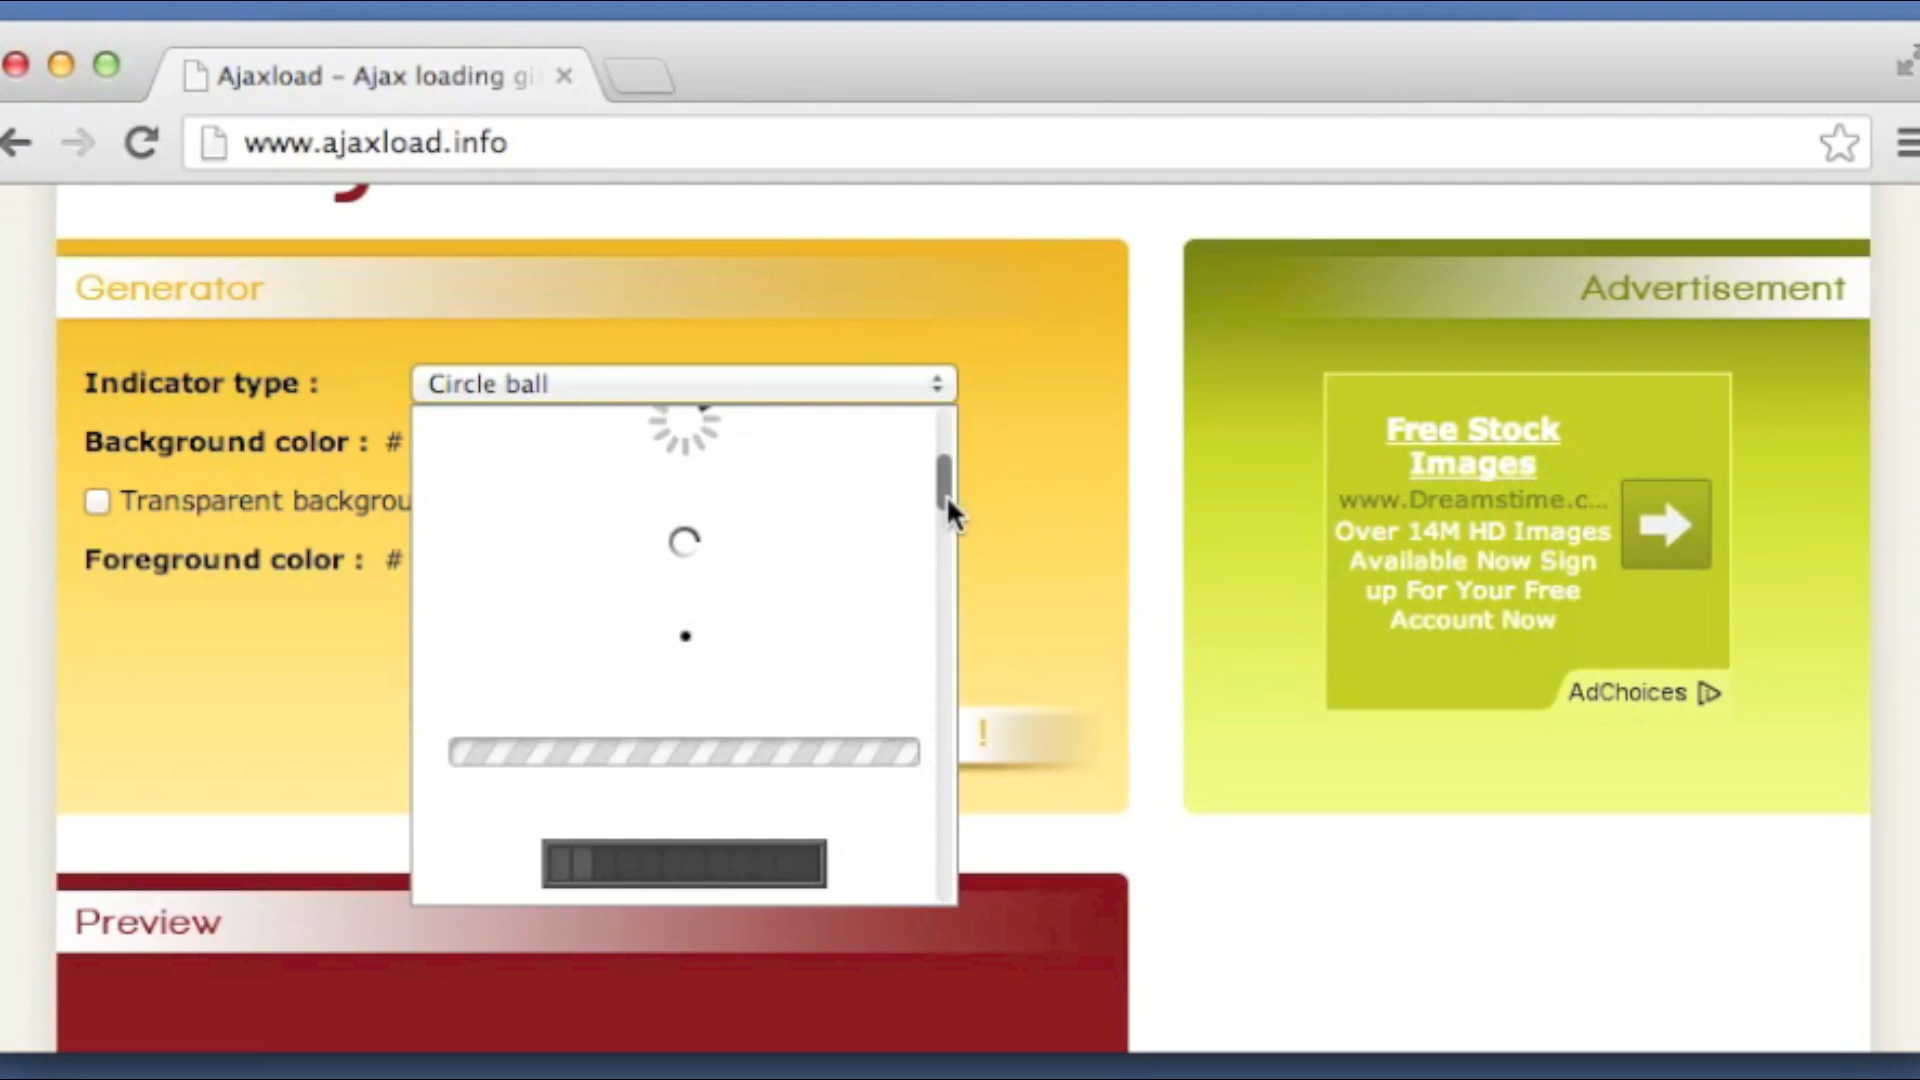 Ajaxload - Ajax loading gi
www.ajaxload.info
Generator
Advertisement
Indicator type :
Circle ball
Background color : #
Transparent backgrou
Foreground color : #
!
Free Stock
Images
www.Dreamstime.c...
Over 14M HD Images
Available Now Sign
up For Your Free
Account Now
AdChoices
Preview